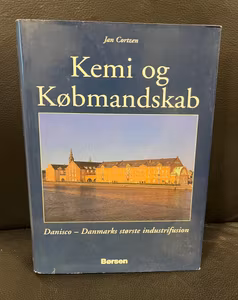 Jan Cortzen
Kemi og
Købmandskab
Danisco – Danmarks største industrifusion
Børsen